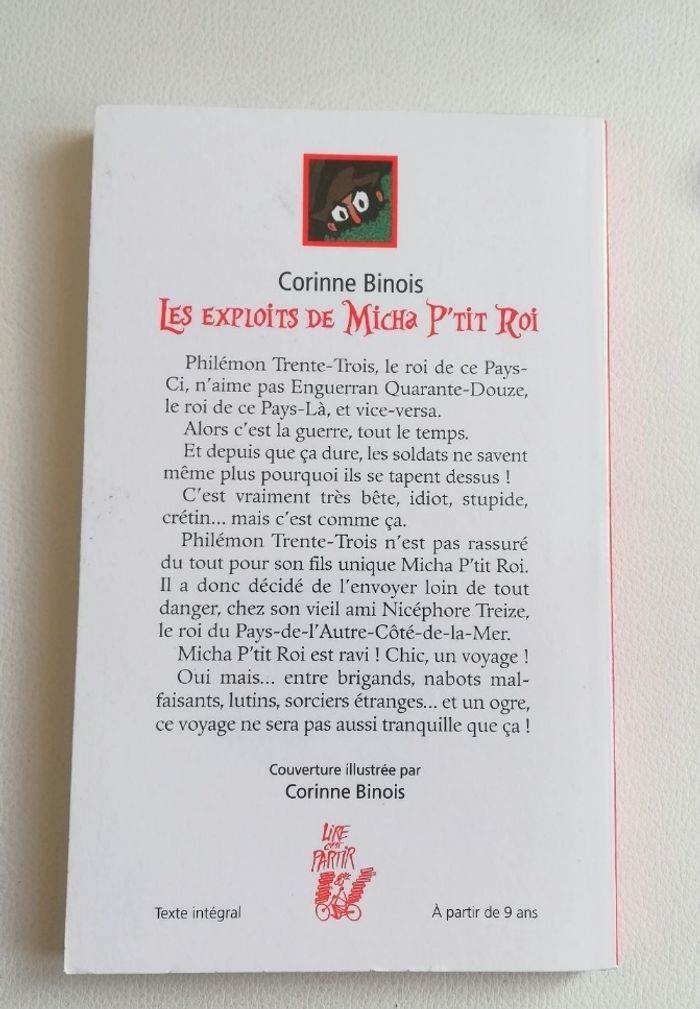 Corinne Binois
Les exploits de Micha P'tit Roi
Philémon Trente-Trois, le roi de ce Pays-
Ci, n'aime pas Enguerran Quarante-Douze,
le roi de ce Pays-Là, et vice-versa.
Alors c'est la guerre, tout le temps.
Et depuis que ça dure, les soldats ne savent
même plus pourquoi ils se tapent dessus !
C'est vraiment très bête, idiot, stupide,
crétin... mais c'est comme ça.
Philémon Trente-Trois n'est pas rassuré
du tout pour son fils unique Micha P'tit Roi.
Il a donc décidé de l'envoyer loin de tout
danger, chez son vieil ami Nicéphore Treize,
le roi du Pays-de-l'Autre-Côté-de-la-Mer.
Micha P'tit Roi est ravi ! Chic, un voyage !
Oui mais... entre brigands, nabots mal-
faisants, lutins, sorciers étranges... et un ogre,
ce voyage ne sera pas aussi tranquille que ça !
Couverture illustrée par
Corinne Binois
LIRE
c'est
PARTIR
Texte intégral
À partir de 9 ans